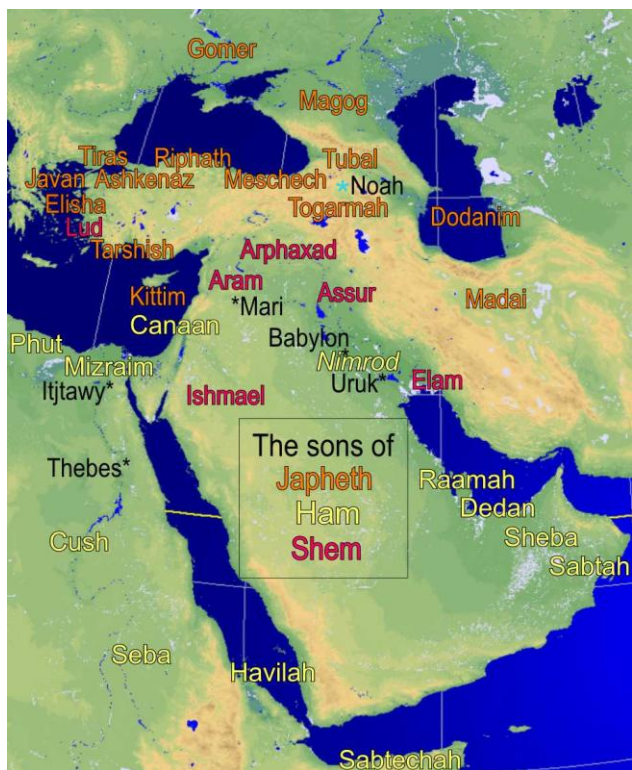 Gomer
Magog
Tiras Riphath Tubal
Javan Ashkenaz Meschech *Noah
Elisha Togarmah
Lud Dodanim
Tarshish Arphaxad
Aram Assur Madai
Kittim *Mari
Canaan
Phut Babylon*
Mizraim Nimrod
Itjtawy* Uruk* Elam
Ishmael
The sons of
Japheth
Ham
Shem
Thebes*
Raamah
Dedan
Cush Sheba
Sabtah
Seba
Havilah
Sabtechah